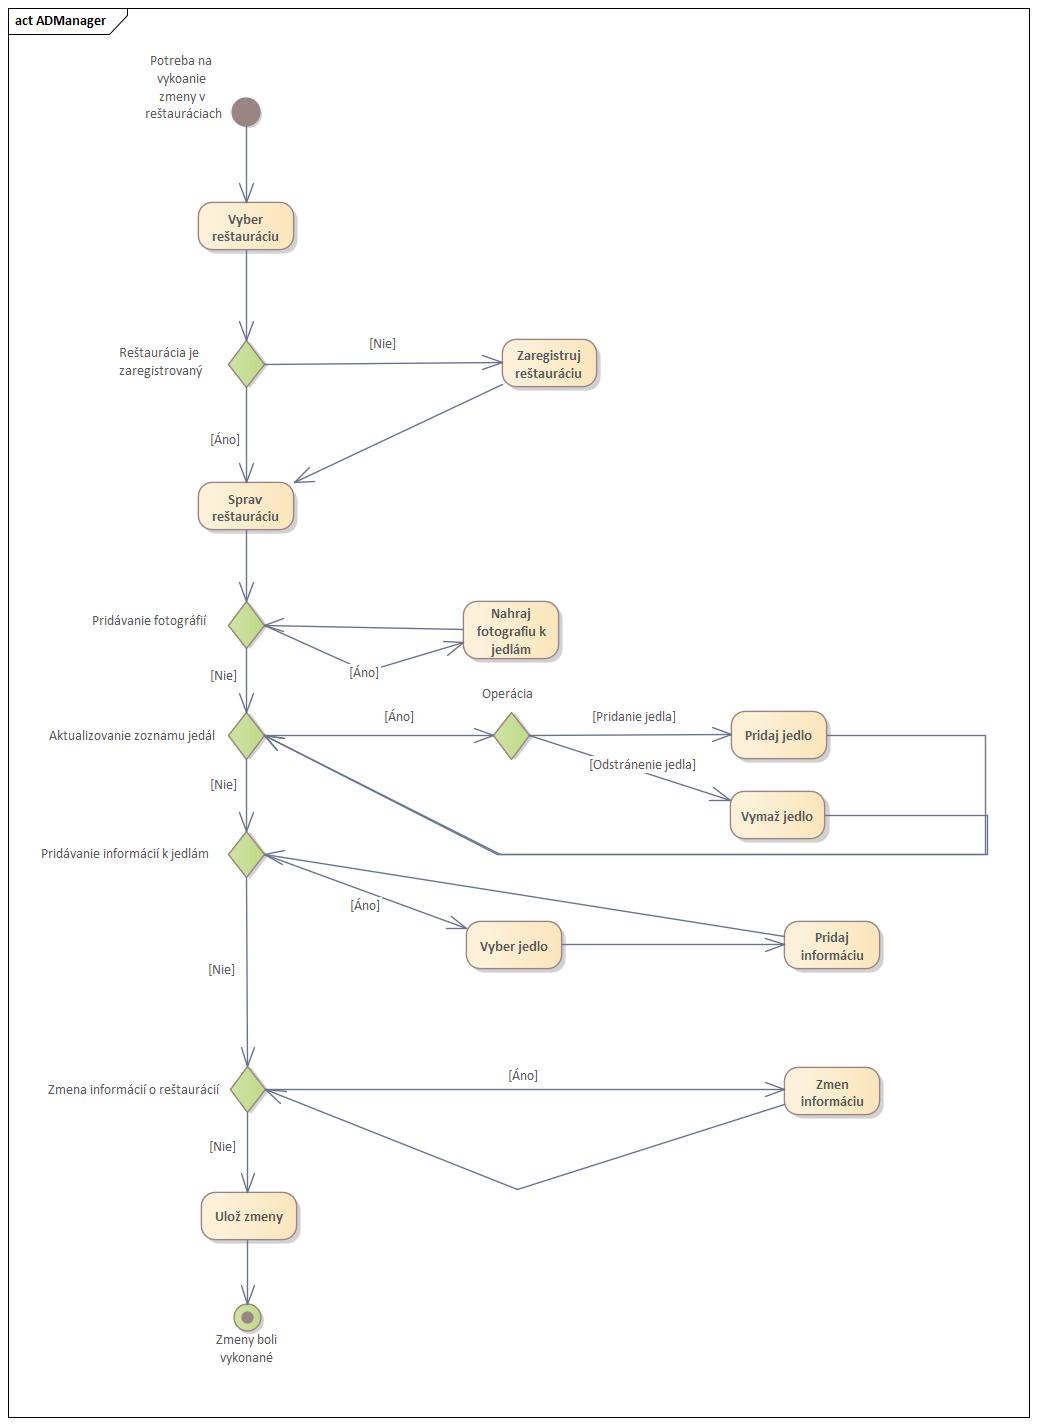 act ADManager
Potreba na
vykoanie
zmeny v
reštauráciach
Vyber
reštauráciu
Reštaurácia je
zaregistrovaný
[Nie]
Zaregistruj
reštauráciu
[Áno]
Sprav
reštauráciu
Pridávanie fotográfií
Nahraj
fotografiu k
jedlám
[Áno]
[Nie]
Operácia
Aktualizovanie zoznamu jedál
[Áno]
[Pridanie jedla]
Pridaj jedlo
[Odstránenie jedla]
Vymaž jedlo
[Nie]
Pridávanie informácií k jedlám
[Áno]
Vyber jedlo
Pridaj
informáciu
[Nie]
Zmena informácií o reštaurácií
[Áno]
Zmen
informáciu
[Nie]
Ulož zmeny
Zmeny boli
vykonané